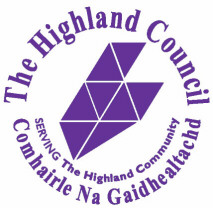 The Highland Council
SERVING The Highland Community
Comhairle Na Gaidhealtachd